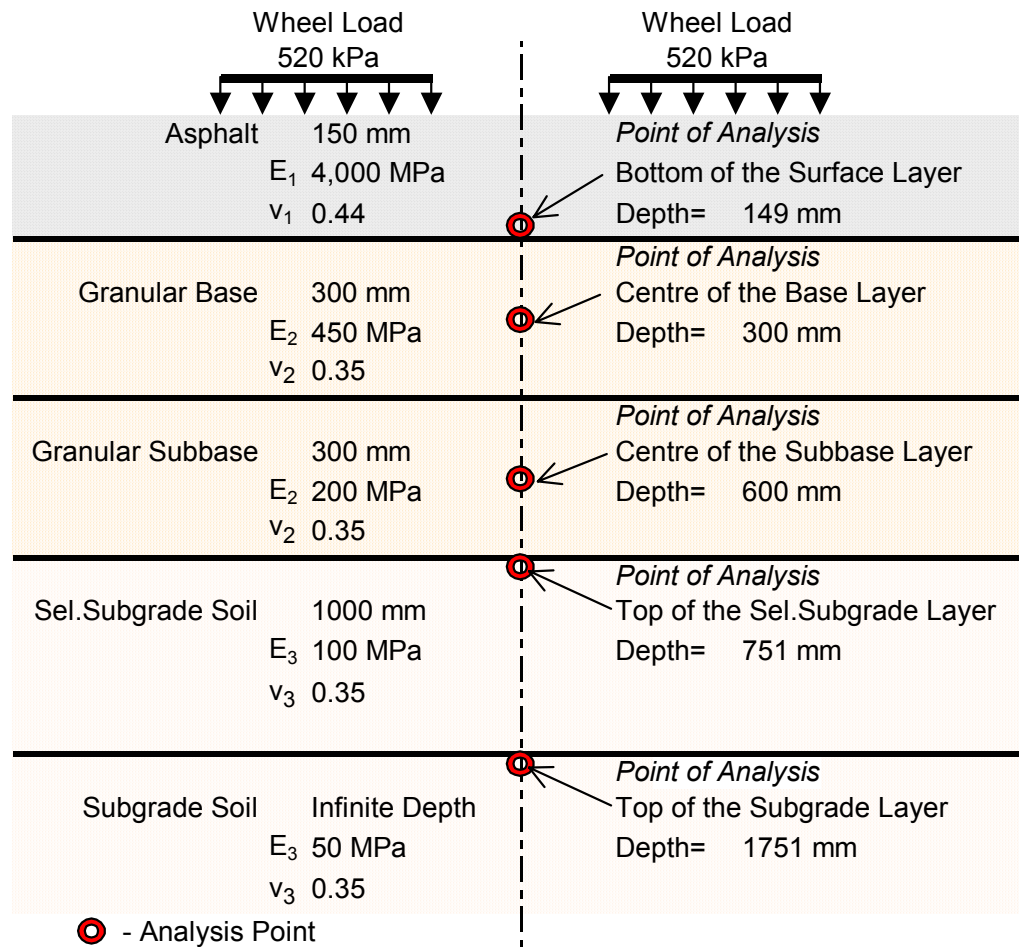 Wheel Load
520 kPa
Wheel Load
520 kPa
Asphalt 150 mm
E1 4,000 MPa
v1 0.44
Point of Analysis
Bottom of the Surface Layer
Depth= 149 mm
Granular Base 300 mm
E2 450 MPa
v2 0.35
Point of Analysis
Centre of the Base Layer
Depth= 300 mm
Granular Subbase 300 mm
E2 200 MPa
v2 0.35
Point of Analysis
Centre of the Subbase Layer
Depth= 600 mm
Sel.Subgrade Soil 1000 mm
E3 100 MPa
v3 0.35
Point of Analysis
Top of the Sel.Subgrade Layer
Depth= 751 mm
Subgrade Soil Infinite Depth
E3 50 MPa
v3 0.35
Point of Analysis
Top of the Subgrade Layer
Depth= 1751 mm
- Analysis Point